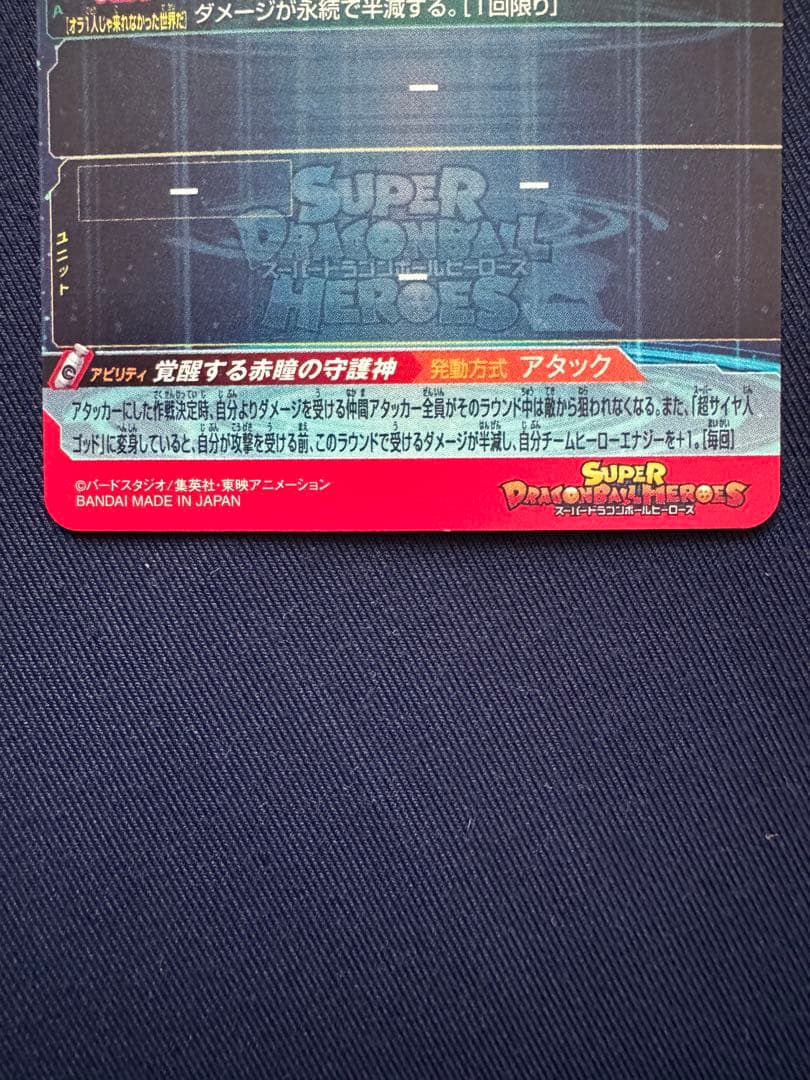 A
ダメージが永続で半減する。[1回限り]
[オラ1人じゃ来れなかった世界だ]
ユニット
SUPER
DRAGONBALL
スーパードラゴンボールヒーローズ
HEROES
アビリティ 覚醒する赤瞳の守護神 発動方式 アタック
アタッカーにした作戦決定時、自分よりダメージを受ける仲間アタッカー全員がそのラウンド中は敵から狙われなくなる。また、「超サイヤ人
ゴッド」に変身していると、自分が攻撃を受ける前、このラウンドで受けるダメージが半減し、自分チームヒーローエナジーを+1。[毎回]
©バードスタジオ/集英社・東映アニメーション
BANDAI MADE IN JAPAN
SUPER
DRAGONBALL HEROES
スーパードラゴンボールヒーローズ